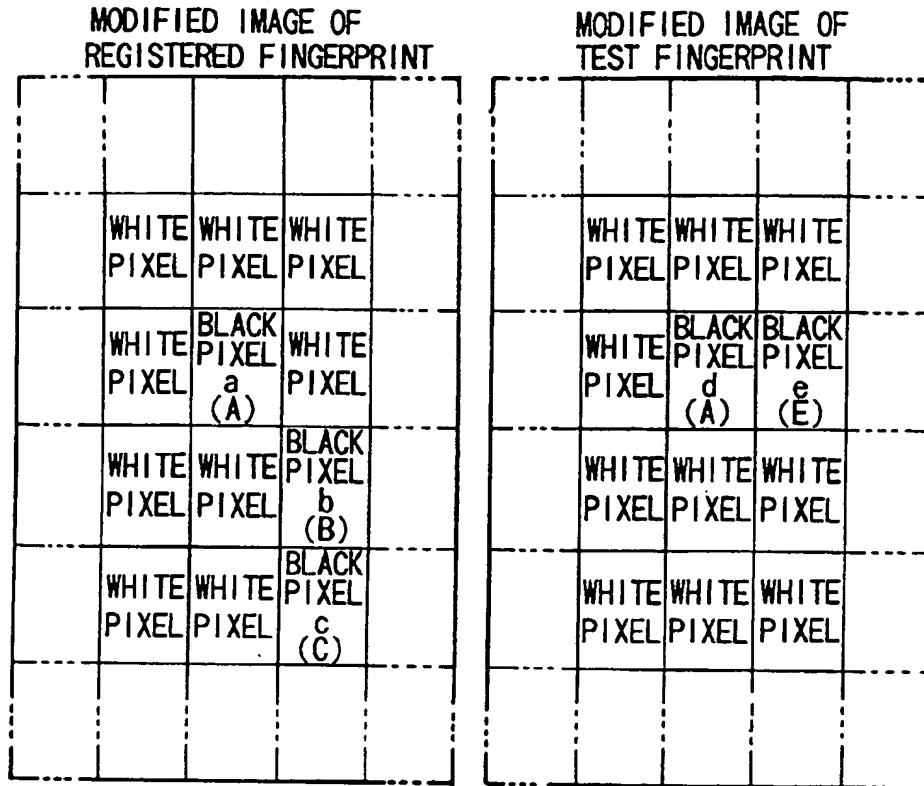 MODIFIED IMAGE OF
REGISTERED FINGERPRINT
WHITE WHITE WHITE
PIXEL PIXEL PIXEL
WHITE
PIXEL
BLACK
PIXEL
a
(A)
WHITE
PIXEL
WHITE
PIXEL
WHITE
PIXEL
BLACK
PIXEL
b
(B)
WHITE
PIXEL
WHITE
PIXEL
BLACK
PIXEL
c
(C)
MODIFIED IMAGE OF
TEST FINGERPRINT
WHITE WHITE WHITE
PIXEL PIXEL PIXEL
WHITE
PIXEL
BLACK
PIXEL
d
(A)
BLACK
PIXEL
e
(E)
WHITE WHITE WHITE
PIXEL PIXEL PIXEL
WHITE WHITE WHITE
PIXEL PIXEL PIXEL